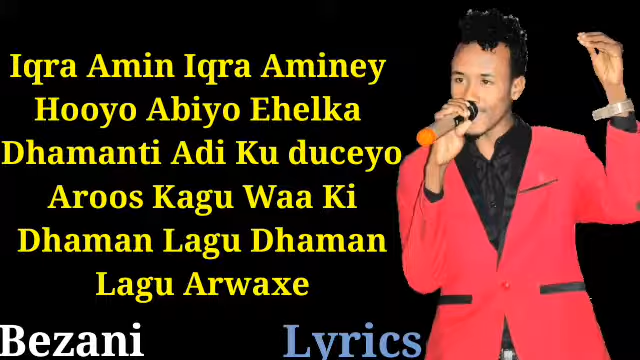 Iqra Amin Iqra Aminey
Hooyo Abiyo Ehelka
Dhamanti Adi Ku duceyo
Aroos Kagu Waa Ki
Dhaman Lagu Dhaman
Lagu Arwaxe
Bezani Lyrics